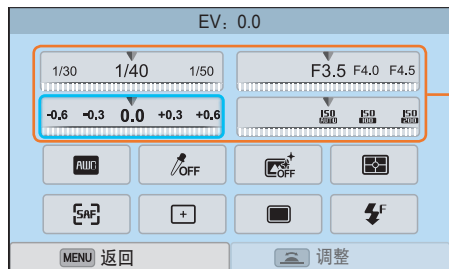 EV: 0.0
1/30 1/40 1/50
F3.5 F4.0 F4.5
-0,6 -0,3 0.0 +0,3 +0,6
ISO AUTO ISO 100 ISO 200
AWB
OFF
OFF
SAF
F
MENU 返回
调整